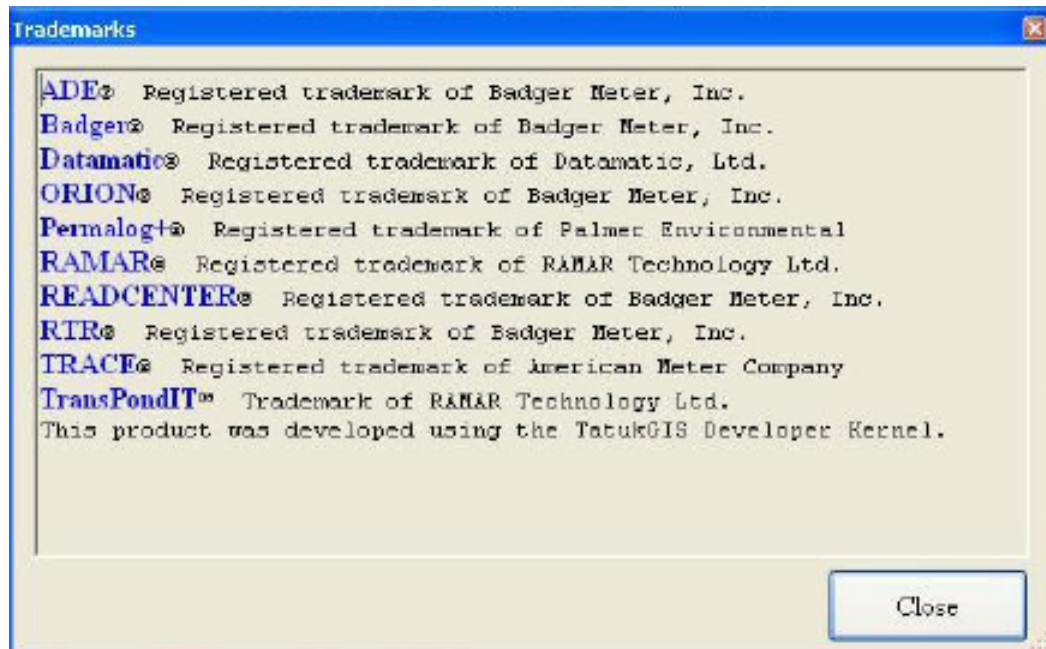 Trademarks
ADE® Registered trademark of Badger Meter, Inc.
Badger® Registered trademark of Badger Meter, Inc.
Datamatic® Registered trademark of Datamatic, Ltd.
ORION® Registered trademark of Badger Meter, Inc.
Permalog+® Registered trademark of Palmer Environmental
RAMAR® Registered trademark of RAMAR Technology Ltd.
READCENTER® Registered trademark of Badger Meter, Inc.
RTR® Registered trademark of Badger Meter, Inc.
TRACE® Registered trademark of American Meter Company
TransPondIT™ Trademark of RAMAR Technology Ltd.
This product was developed using the TatukGIS Developer Kernel.
Close